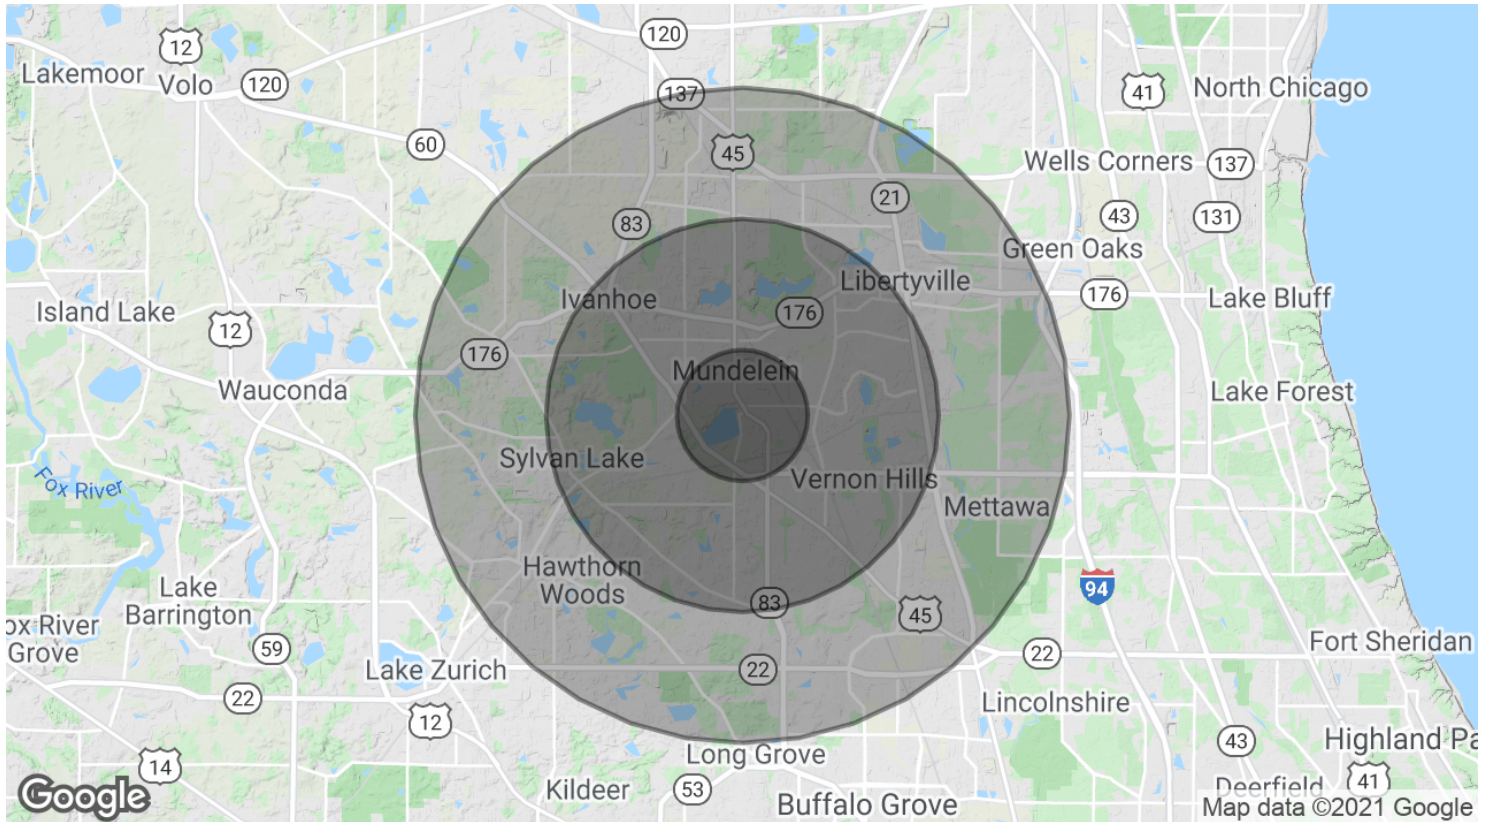 120
12
Lakemoor
Volo
120
137
41
North Chicago
60
45
Wells Corners
137
21
43
131
83
Green Oaks
Libertyville
Ivanhoe
176
Lake Bluff
176
Island Lake
12
176
Mundelein
Wauconda
Lake Forest
Sylvan Lake
Vernon Hills
Fox River
Mettawa
Hawthorn
Woods
94
Lake
Barrington
83
45
ox River
Grove
59
22
Fort Sheridan
22
Lake Zurich
22
Lincolnshire
12
43
Highland Pa
Long Grove
14
41
Kildeer
53
Deerfield
Google
Buffalo Grove
Map data ©2021 Google